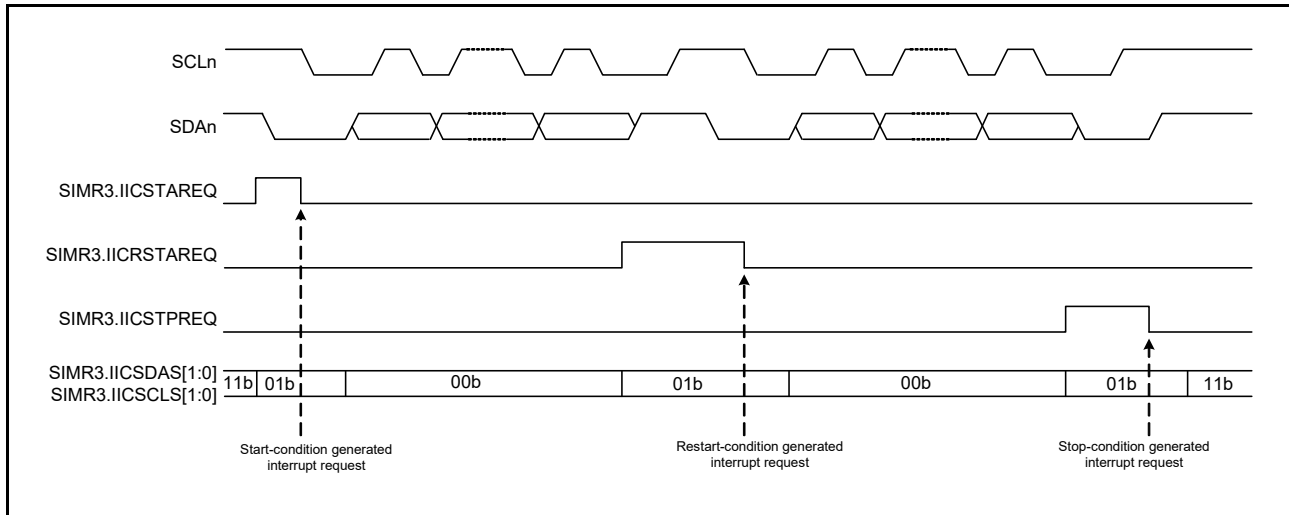 SCLn
SDAn
SIMR3.IICSTAREQ
SIMR3.IICRSTAREQ
SIMR3.IICSTPREQ
SIMR3.IICSDAS[1:0]
SIMR3.IICSCLS[1:0]
11b 01b 00b 01b 00b 01b 11b
Start-condition generated
interrupt request
Restart-condition generated
interrupt request
Stop-condition generated
interrupt request